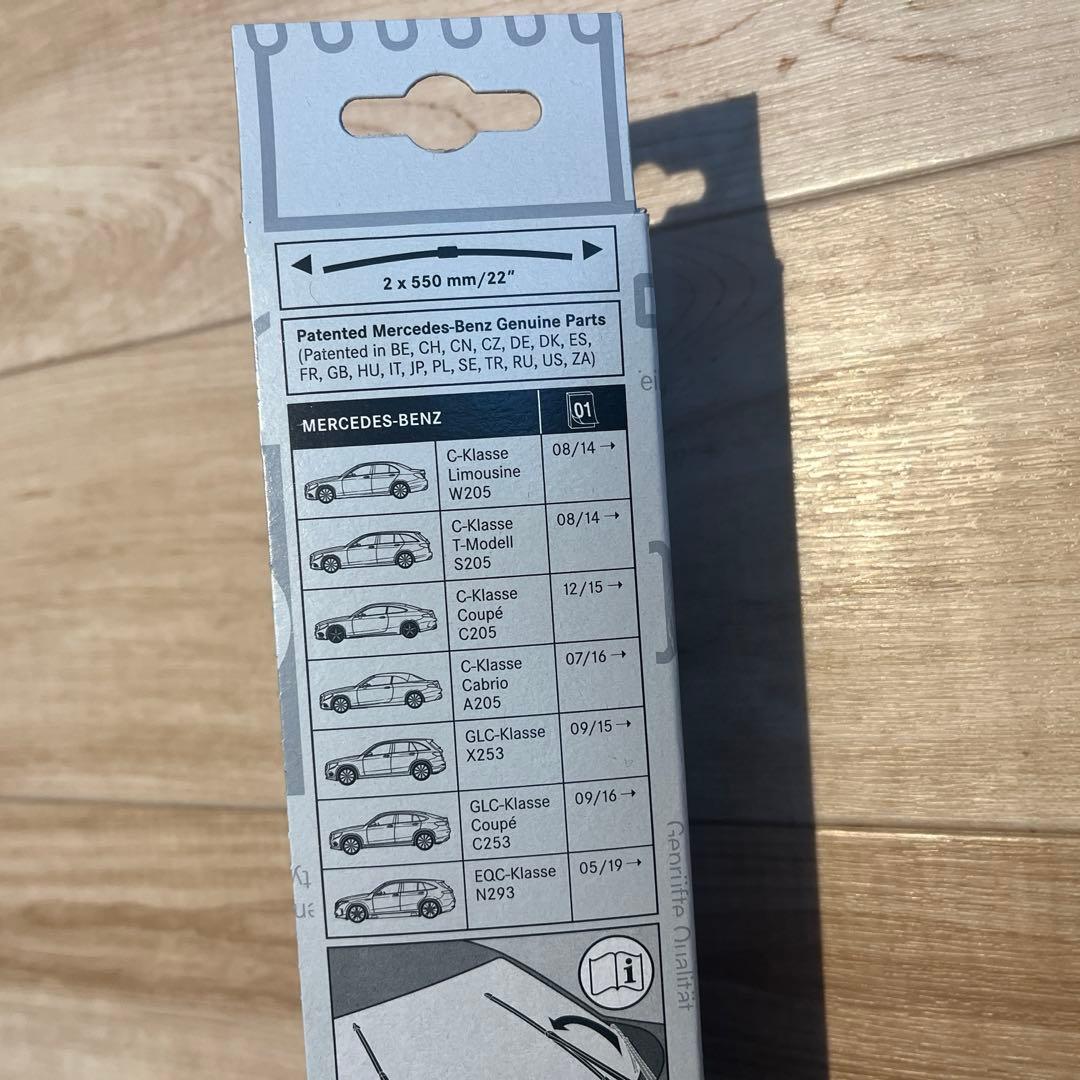 2 x 550 mm/22"
Patented Mercedes-Benz Genuine Parts
(Patented in BE, CH, CN, CZ, DE, DK, ES,
FR, GB, HU, IT, JP, PL, SE, TR, RU, US, ZA)
MERCEDES-BENZ 01
C-Klasse
Limousine
W205
08/14→
C-Klasse
T-Modell
S205
08/14→
C-Klasse
Coupé
C205
12/15→
C-Klasse
Cabrio
A205
07/16→
GLC-Klasse
X253
09/15→
GLC-Klasse
Coupé
C253
09/16→
EQC-Klasse
N293
05/19→
Geprüfte Qualität